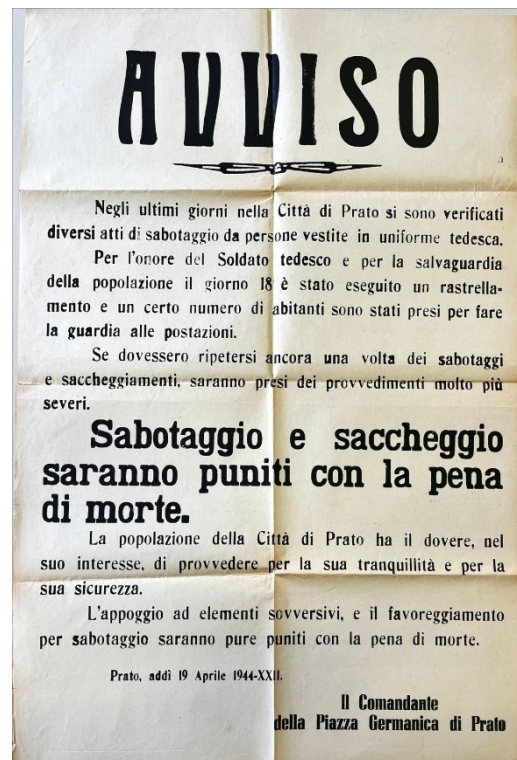 AVVISO
Negli ultimi giorni nella Città di Prato si sono verificati
diversi atti di sabotaggio da persone vestite in uniforme tedesca.
Per l'onore del Soldato tedesco e per la salvaguardia
della popolazione il giorno 18 è stato eseguito un rastrella-
mento e un certo numero di abitanti sono stati presi per fare
la guardia alle postazioni.
Se dovessero ripetersi ancora una volta dei sabotaggi
e saccheggiamenti, saranno presi dei provvedimenti molto più
severi.
Sabotaggio e saccheggio
saranno puniti con la pena
di morte.
La popolazione della Città di Prato ha il dovere, nel
suo interesse, di provvedere per la sua tranquillità e per la
sua sicurezza.
L'appoggio ad elementi sovversivi, e il favoreggiamento
per sabotaggio saranno pure puniti con la pena di morte.
Prato, addì 19 Aprile 1944-XXII.
Il Comandante
della Piazza Germanica di Prato